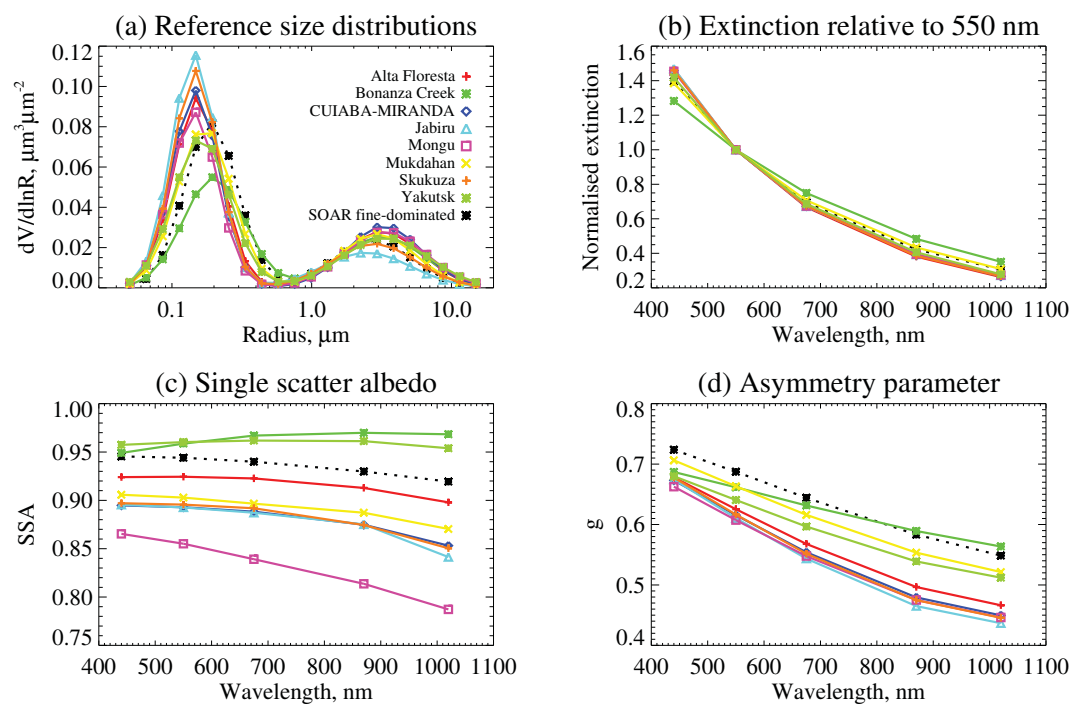 (a) Reference size distributions
dV/dlnR, μm³μm⁻²
0.12
0.10
0.08
0.06
0.04
0.02
0.00
0.1
1.0
10.0
Radius, μm
Alta Floresta
Bonanza Creek
CUIABA-MIRANDA
Jabiru
Mongu
Mukdahan
Skukuza
Yakutsk
SOAR fine-dominated
(b) Extinction relative to 550 nm
Normalised extinction
1.6
1.4
1.2
1.0
0.8
0.6
0.4
0.2
400 500 600 700 800 900 1000 1100
Wavelength, nm
(c) Single scatter albedo
SSA
1.00
0.95
0.90
0.85
0.80
0.75
400 500 600 700 800 900 1000 1100
Wavelength, nm
(d) Asymmetry parameter
g
0.8
0.7
0.6
0.5
0.4
400 500 600 700 800 900 1000 1100
Wavelength, nm